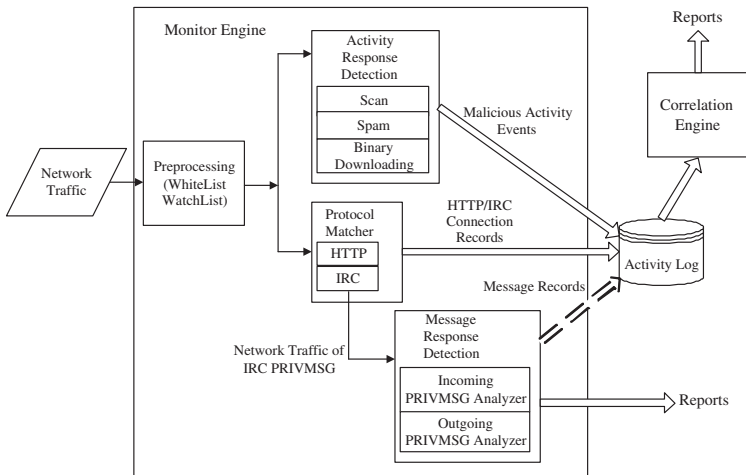 Reports
Monitor Engine
Activity
Response
Detection
Scan
Spam
Binary
Downloading
Malicious Activity
Events
Correlation
Engine
Network
Traffic
Preprocessing
(WhiteList
WatchList)
Protocol
Matcher
HTTP
IRC
HTTP/IRC
Connection
Records
Activity Log
Message Records
Network Traffic of
IRC PRIVMSG
Message
Response
Detection
Incoming
PRIVMSG Analyzer
Outgoing
PRIVMSG Analyzer
Reports